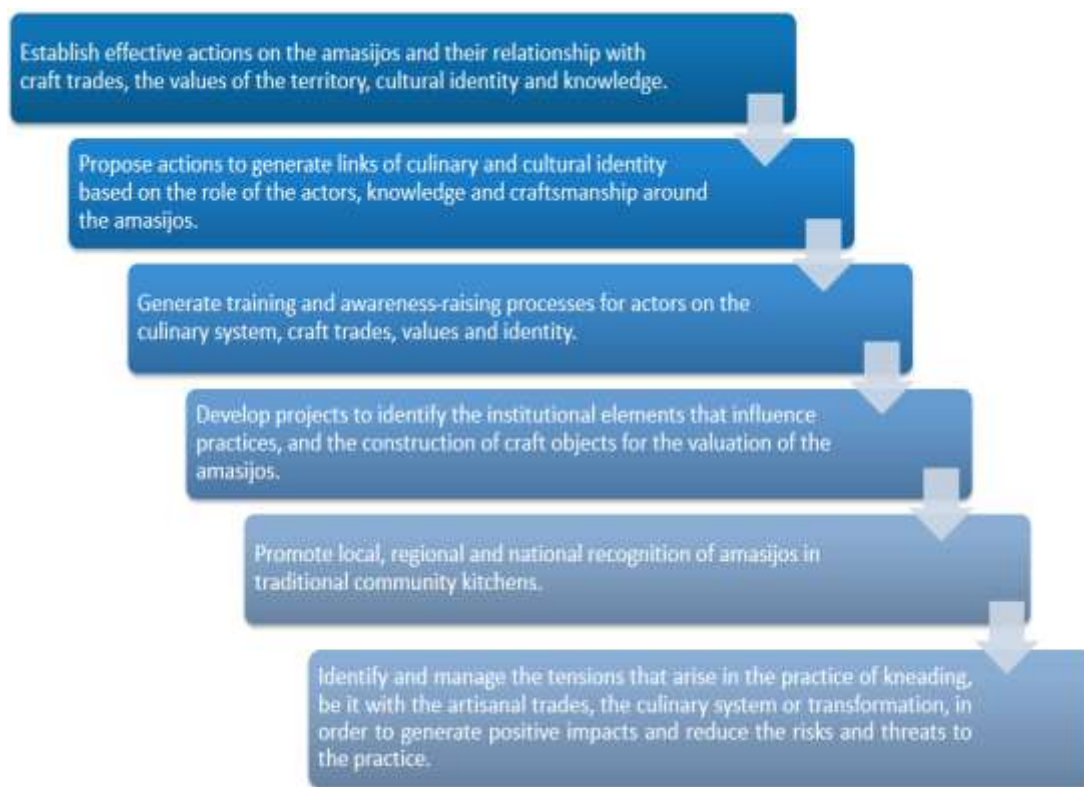 Establish effective actions on the amasijos and their relationship with
craft trades, the values of the territory, cultural identity and knowledge.
Propose actions to generate links of culinary and cultural identity
based on the role of the actors, knowledge and craftsmanship around
the amasijos.
Generate training and awareness-raising processes for actors on the
culinary system, craft trades, values and identity.
Develop projects to identify the institutional elements that influence
practices, and the construction of craft objects for the valuation of the
amasijos.
Promote local, regional and national recognition of amasijos in
traditional community kitchens.
Identify and manage the tensions that arise in the practice of kneading,
be it with the artisanal trades, the culinary system or transformation, in
order to generate positive impacts and reduce the risks and threats to
the practice.